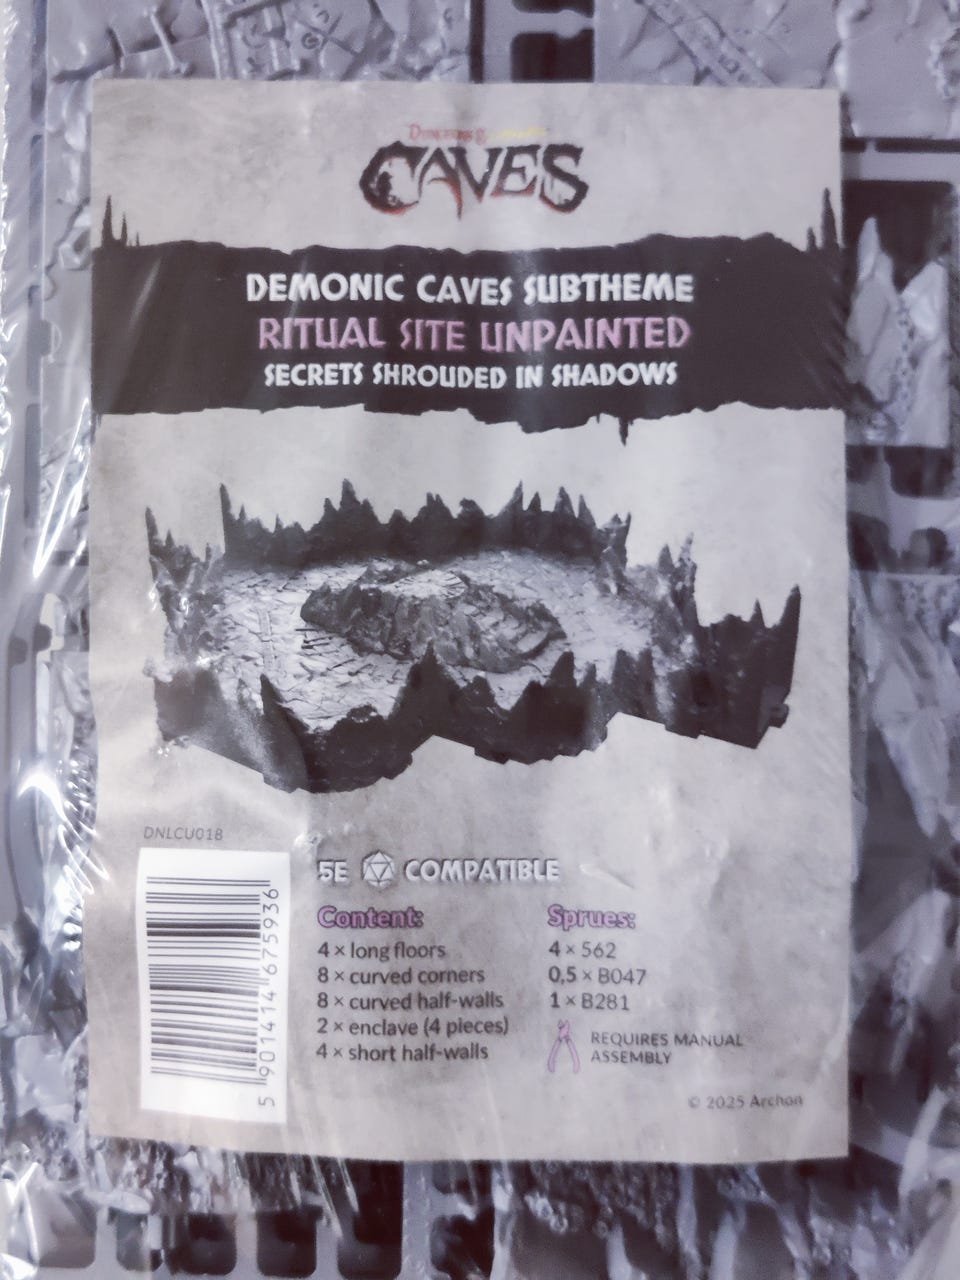 CAVES
DEMONIC CAVES SUBTHEME
RITUAL SITE UNPAINTED
SECRETS SHROUDED IN SHADOWS
DNLCU018
5 901414 675936
5E COMPATIBLE
Content:
4 × long floors
8 × curved corners
8 × curved half-walls
2 × enclave (4 pieces)
4 × short half-walls
Sprues:
4 × 562
0,5 × B047
1 × B281
REQUIRES MANUAL
ASSEMBLY
© 2025 Archon